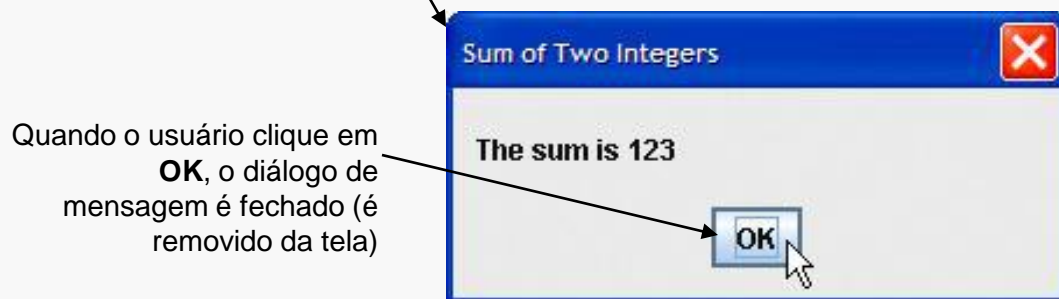 Sum of Two Integers
Quando o usuário clique em
OK, o diálogo de
mensagem é fechado (é
removido da tela)
The sum is 123
OK